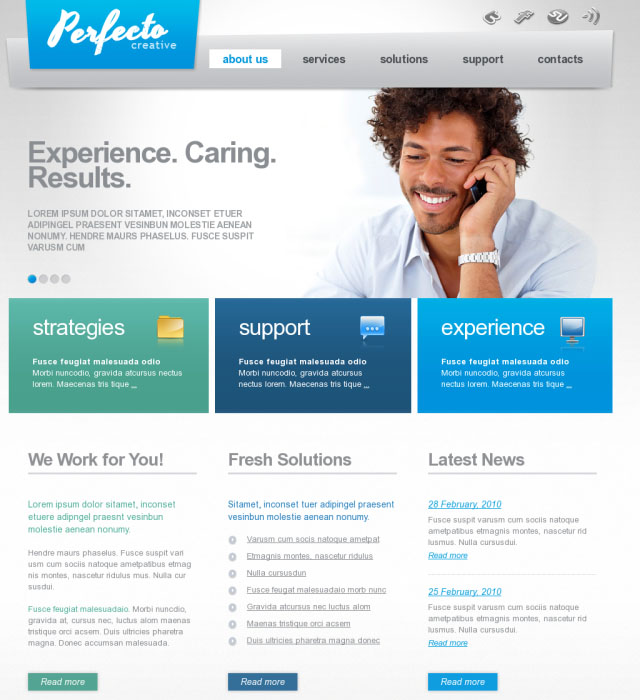 Perfecto
creative
about us
services
solutions
support
contacts
Experience. Caring.
Results.
LOREM IPSUM DOLOR SITAMET, INCONSET ETUER
ADIPINGEL PRAESENT VESINBUN MOLESTIE AENEAN
NONUMY. HENDRE MAURS PHASELUS. FUSCE SUSPIT
VARUSM CUM
strategies
Fusce feugiat malesuada odio
Morbi nuncodio, gravida atcursus nectus
lorem. Maecenas tris tique ...
support
Fusce feugiat malesuada odio
Morbi nuncodio, gravida atcursus nectus
lorem. Maecenas tris tique ...
experience
Fusce feugiat malesuada odio
Morbi nuncodio, gravida atcursus nectus
lorem. Maecenas tris tique ...
We Work for You!
Lorem ipsum dolor sitamet, inconset
etuere adipingel praesent vesinbun
molestie aenean nonumy.
Hendre maurs phaselus. Fusce susipit vari
usm cum sociis natoque ametpatibus etmag
nis montes, nascetur ridulus mus. Nulla cur
susdui.
Fusce feugiat malesuadaio. Morbi nuncdio,
gravida at, cursus nec, luctus alom maenas
tristique orci acsem. Duis ultricies pharetra
magna. Donec accumsan malesuada.
Read more
Fresh Solutions
Sitamet, inconset tuer adipingel praesent
vesinbun molestie aenean nonumy.
Varusm cum socis natoque ametpat
Etmagnis montes, nascetur ridulus
Nulla cursusdun
Fusce feugiat malesuadaio morb nunc
Gravida atcursus nec luctus alom
Maenas tristique orci acsem
Duis ultricies pharetra magna donec
Read more
Latest News
28 February, 2010
Fusce suspit varusm cum sociis natoque
ametpatibus etmagnis montes, nascetur rid
lusmus. Nulla cursusdui.
Read more
25 February, 2010
Fusce suspit varusm cum sociis natoque
ametpatibus etmagnis montes, nascetur rid
lusmus. Nulla cursusdui.
Read more
Read more